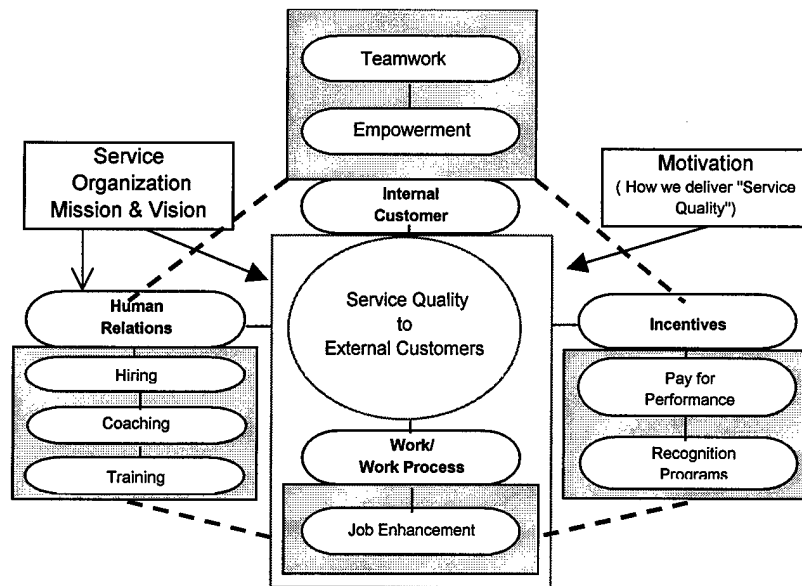 Teamwork
Empowerment
Service
Organization
Mission & Vision
Motivation
( How we deliver "Service
Quality")
Internal
Customer
Human
Relations
Service Quality
to
External Customers
Incentives
Hiring
Coaching
Training
Pay for
Performance
Recognition
Programs
Work/
Work Process
Job Enhancement